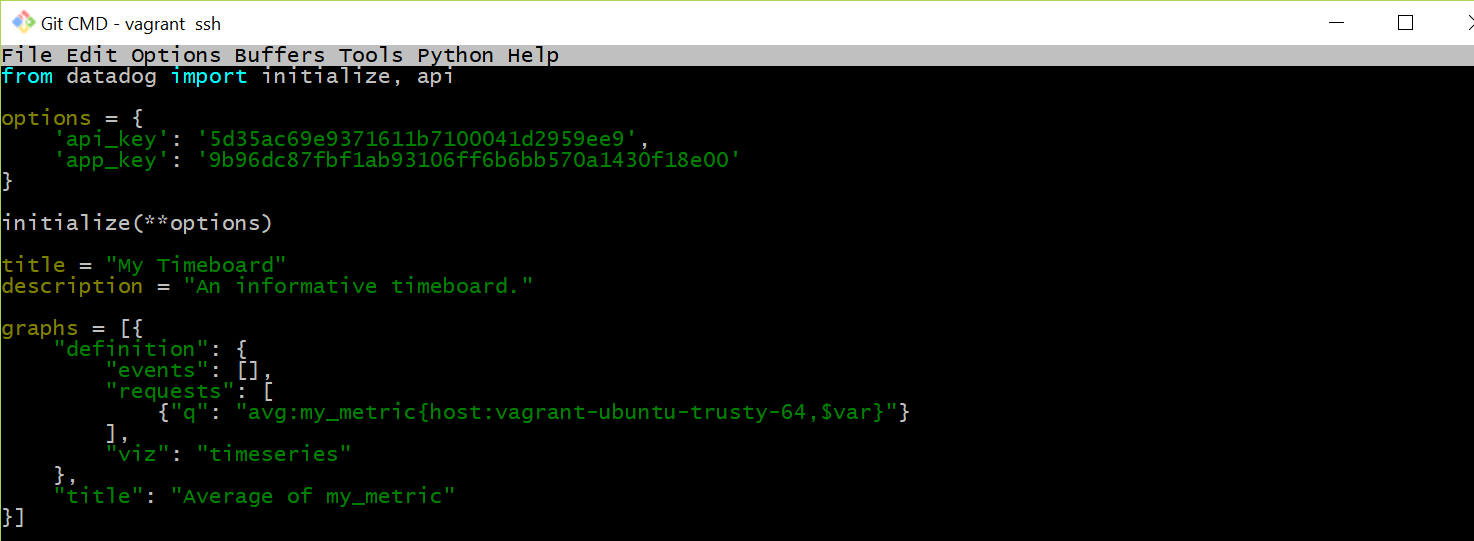 Git CMD - vagrant  ssh
File Edit Options Buffers Tools Python Help
from datadog import initialize, api
options = {
    'api_key': '5d35ac69e9371611b7100041d2959ee9',
    'app_key': '9b96dc87fbf1ab93106ff6b6bb570a1430f18e00'
}
initialize(**options)
title = "My Timeboard"
description = "An informative timeboard."
graphs = [{
    "definition": {
        "events": [],
        "requests": [
            {"q": "avg:my_metric{host:vagrant-ubuntu-trusty-64,$var}"}
        ],
        "viz": "timeseries"
    },
    "title": "Average of my_metric"
}]